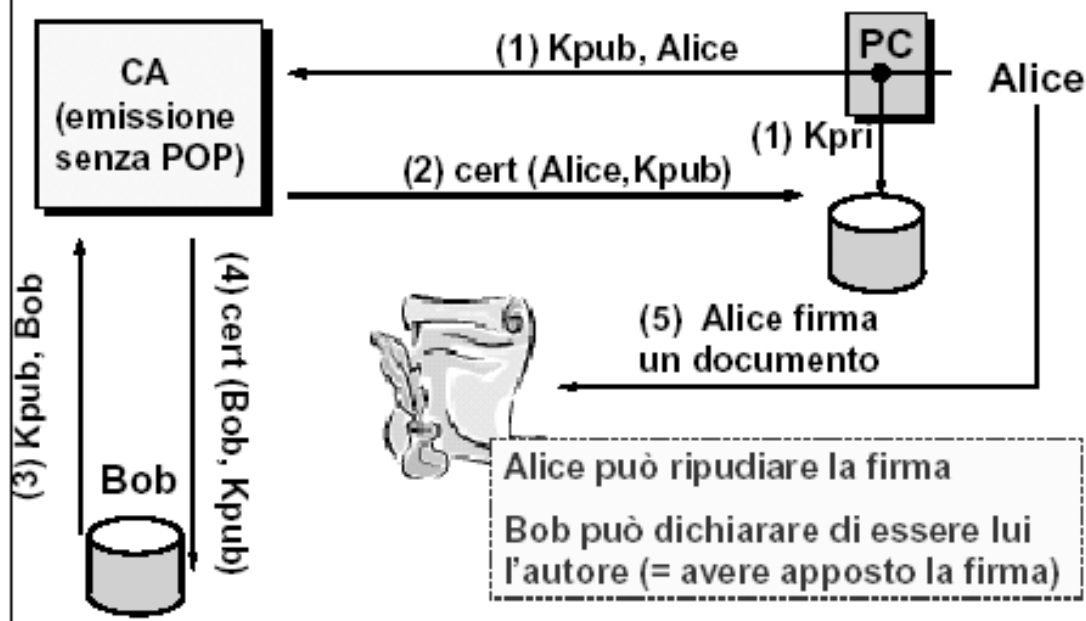 CA
(emissione
senza POP)
(1) Kpub, Alice
PC
Alice
(1) Kpri
(2) cert (Alice,Kpub)
(3) Kpub, Bob
(4) cert (Bob, Kpub)
Bob
(5) Alice firma
un documento
Alice può ripudiare la firma
Bob può dichiarare di essere lui
l'autore (= avere apposto la firma)